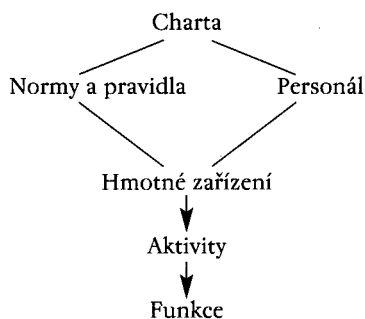 Charta
Normy a pravidla Personál
Hmotné zařízení
Aktivity
Funkce